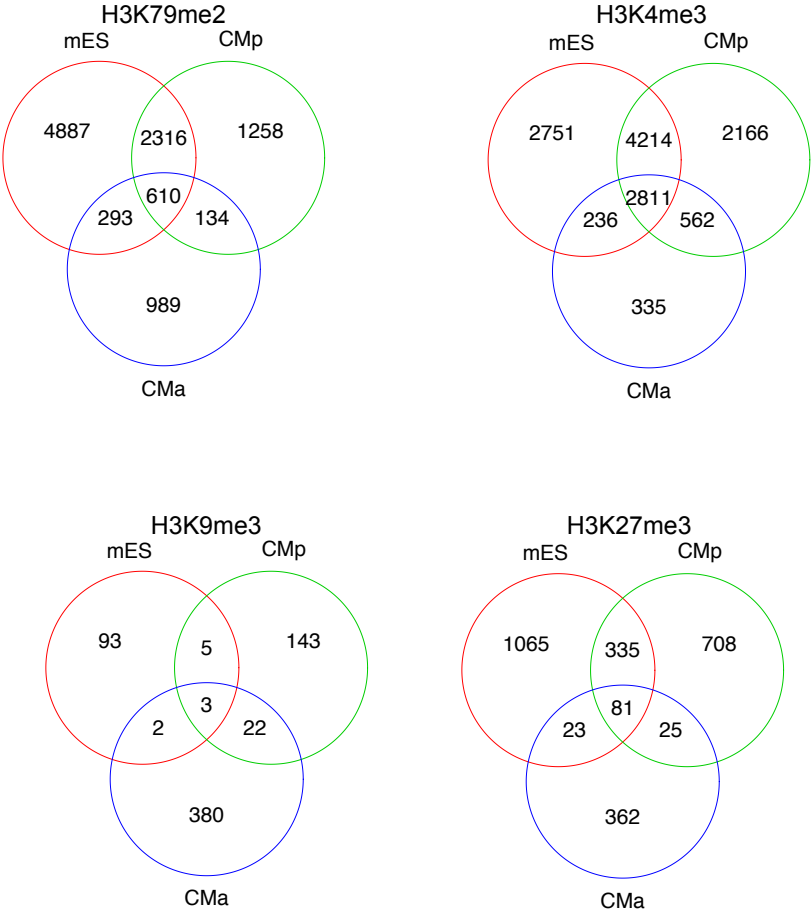 H3K79me2
mES
CMp
4887
2316
1258
610
293
134
989
CMa
H3K4me3
mES
CMp
2751
4214
2166
2811
236
562
335
CMa
H3K9me3
mES
CMp
93
5
143
3
2
22
380
CMa
H3K27me3
mES
CMp
1065
335
708
81
23
25
362
CMa